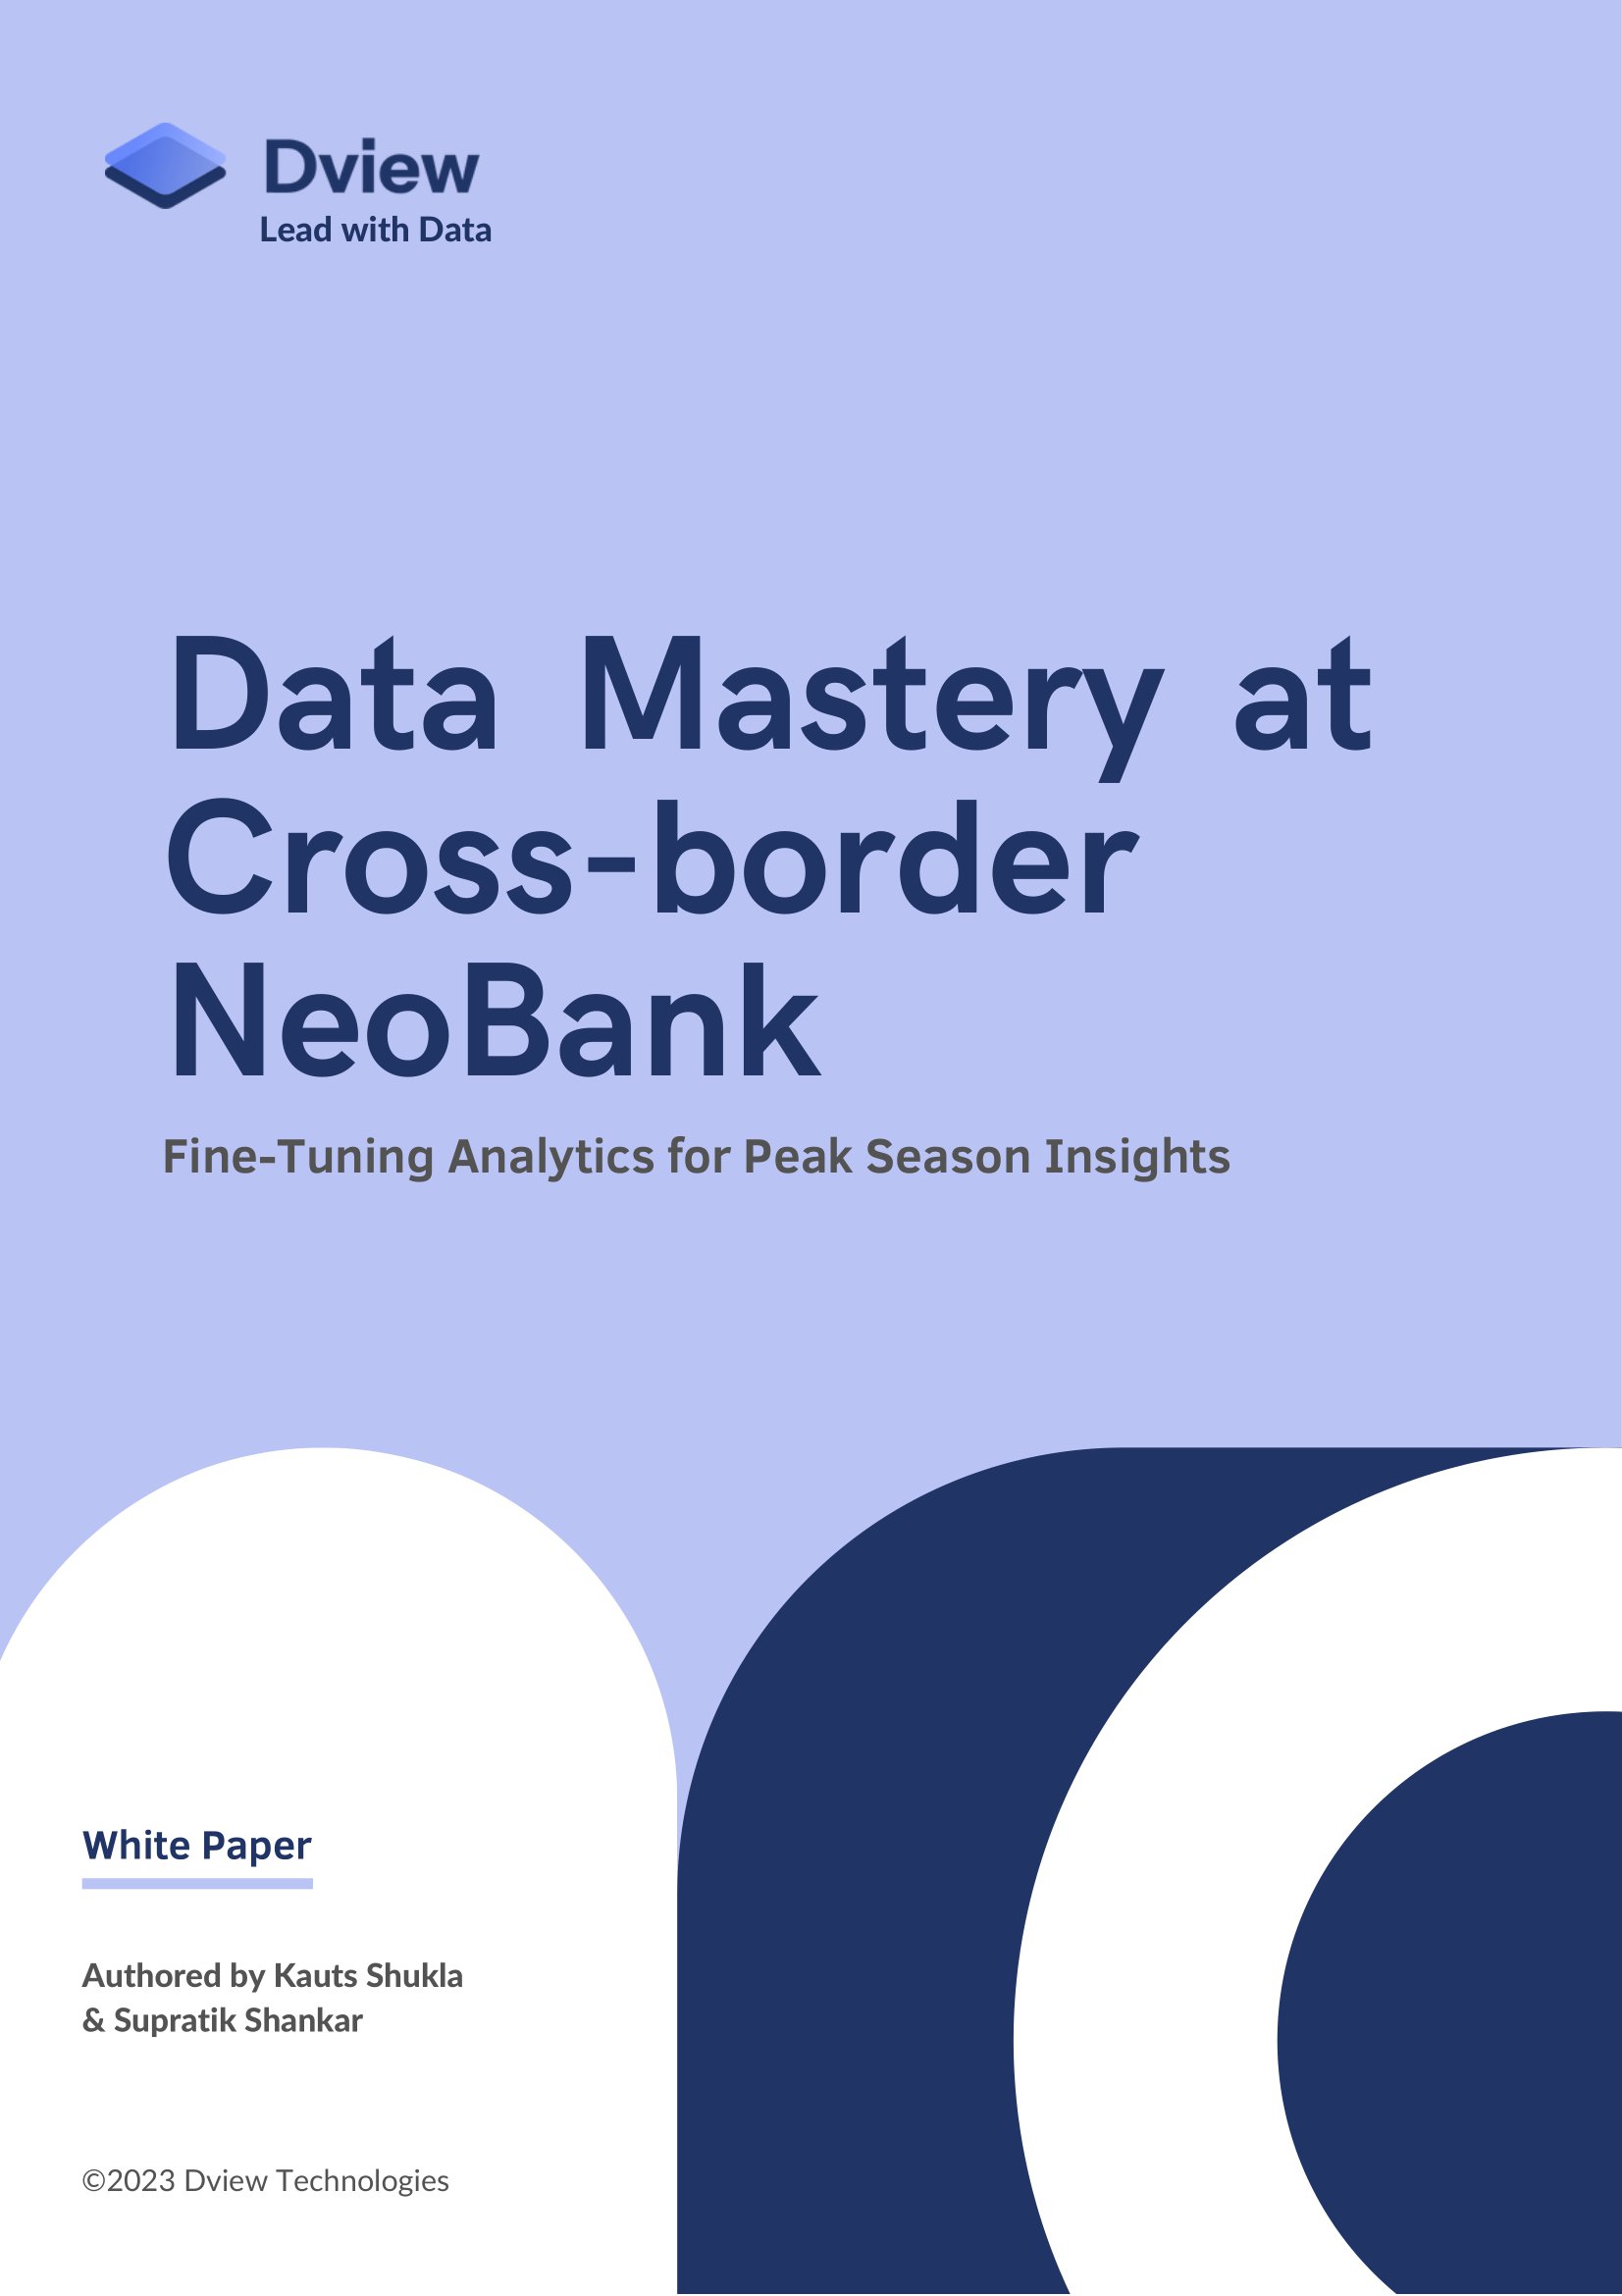 Dview
Lead with Data
Data Mastery at
Cross-border
NeoBank
Fine-Tuning Analytics for Peak Season Insights
White Paper
Authored by Kauts Shukla
& Supratik Shankar
©2023 Dview Technologies